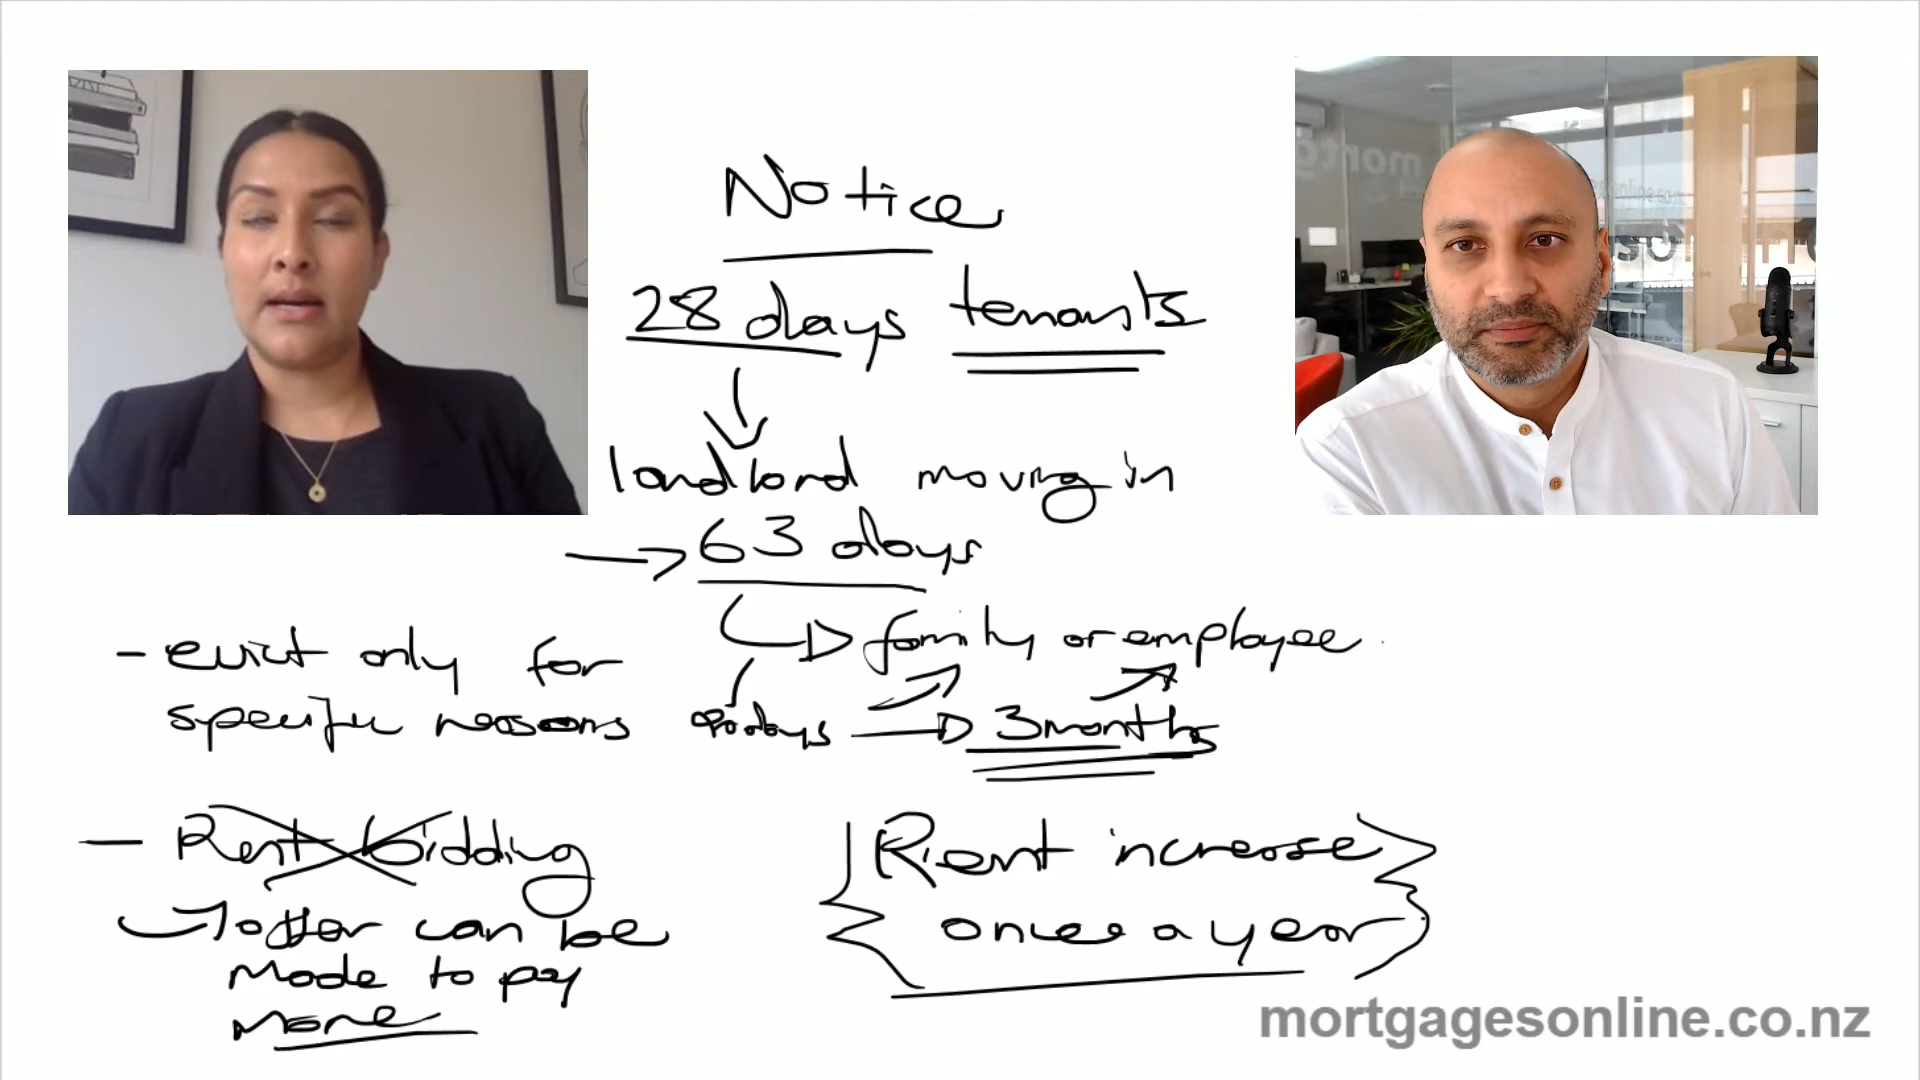 Notice
28 days tenants
landlord moving in
63 days
family or employee
90 days
3 months
- evict only for
specific reasons
- Rent bidding
offer can be
made to pay
more
Rent increase
once a year
mortgagesonline.co.nz